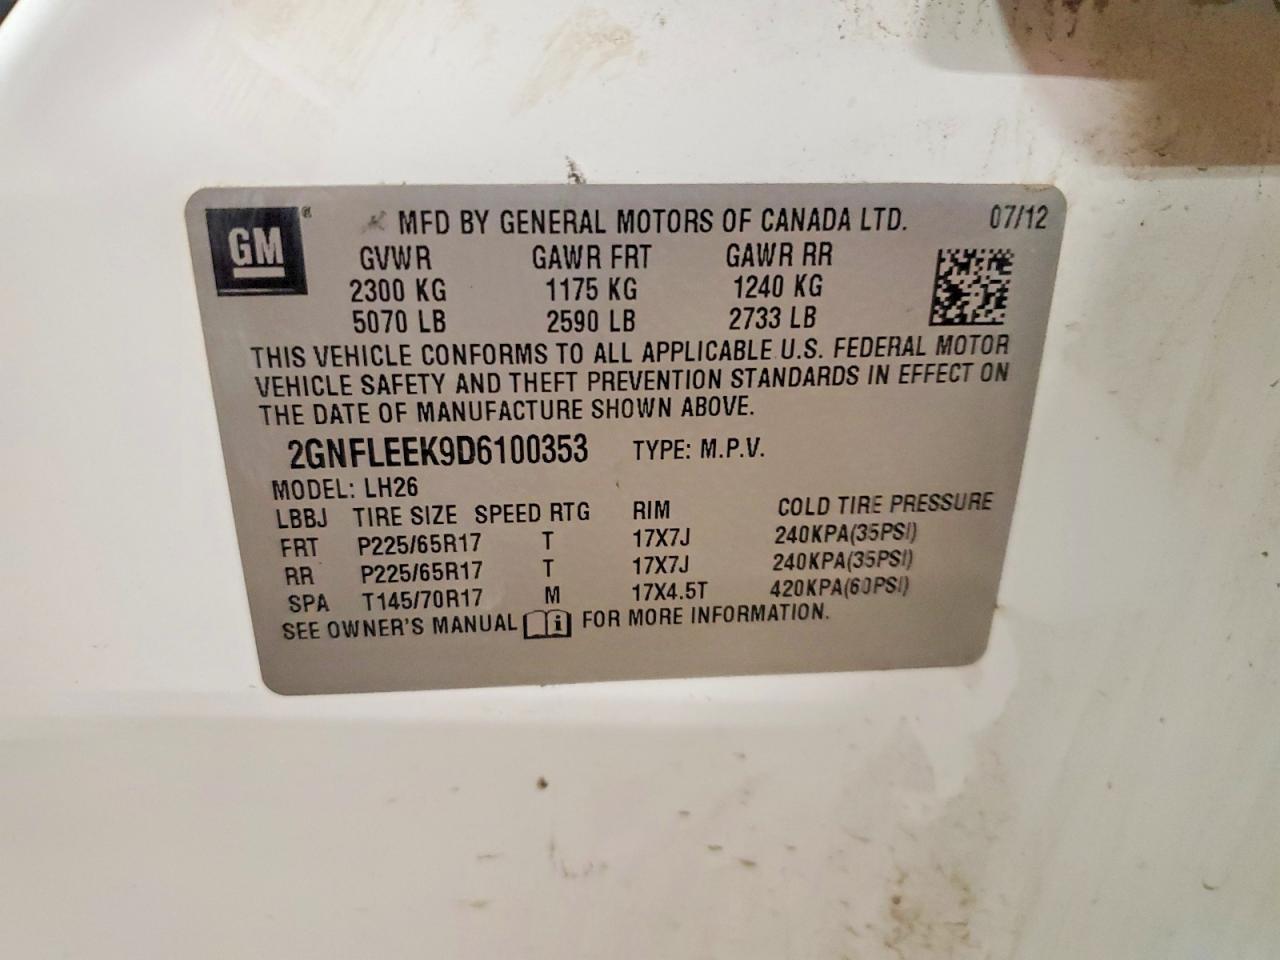 GM ® MFD BY GENERAL MOTORS OF CANADA LTD. 07/12
GVWR GAWR FRT GAWR RR
2300 KG 1175 KG 1240 KG
5070 LB 2590 LB 2733 LB
THIS VEHICLE CONFORMS TO ALL APPLICABLE U.S. FEDERAL MOTOR
VEHICLE SAFETY AND THEFT PREVENTION STANDARDS IN EFFECT ON
THE DATE OF MANUFACTURE SHOWN ABOVE.
2GNFLEEK9D6100353 TYPE: M.P.V.
MODEL: LH26
LBBJ TIRE SIZE SPEED RTG RIM COLD TIRE PRESSURE
FRT P225/65R17 T 17X7J 240KPA(35PSI)
RR P225/65R17 T 17X7J 240KPA(35PSI)
SPA T145/70R17 M 17X4.5T 420KPA(60PSI)
SEE OWNER'S MANUAL i FOR MORE INFORMATION.